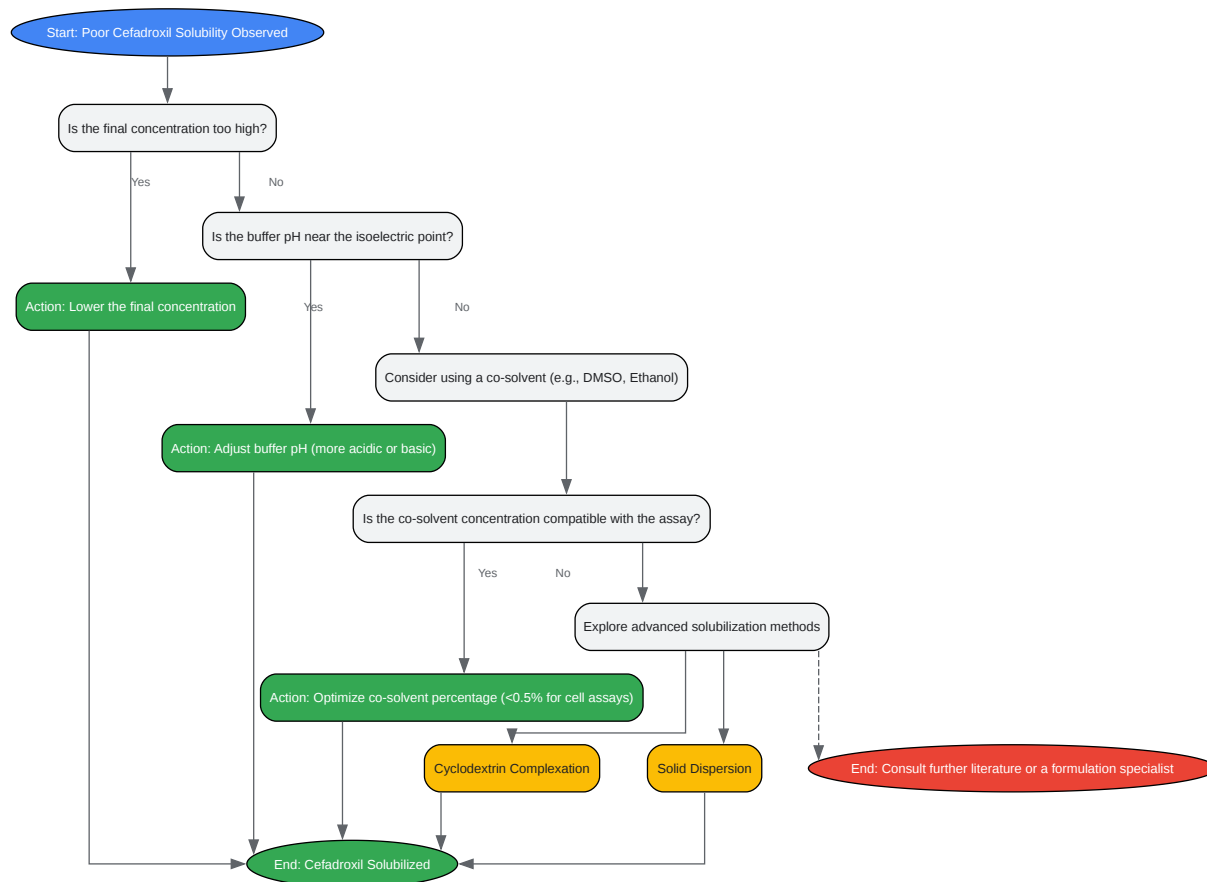 Start: Poor Cefadroxil Solubility Observed
Is the final concentration too high?
Yes
No
Is the buffer pH near the isoelectric point?
Action: Lower the final concentration
Yes
No
Consider using a co-solvent (e.g., DMSO, Ethanol)
Action: Adjust buffer pH (more acidic or basic)
Is the co-solvent concentration compatible with the assay?
Yes
No
Explore advanced solubilization methods
Action: Optimize co-solvent percentage (<0.5% for cell assays)
Cyclodextrin Complexation
Solid Dispersion
End: Consult further literature or a formulation specialist
End: Cefadroxil Solubilized